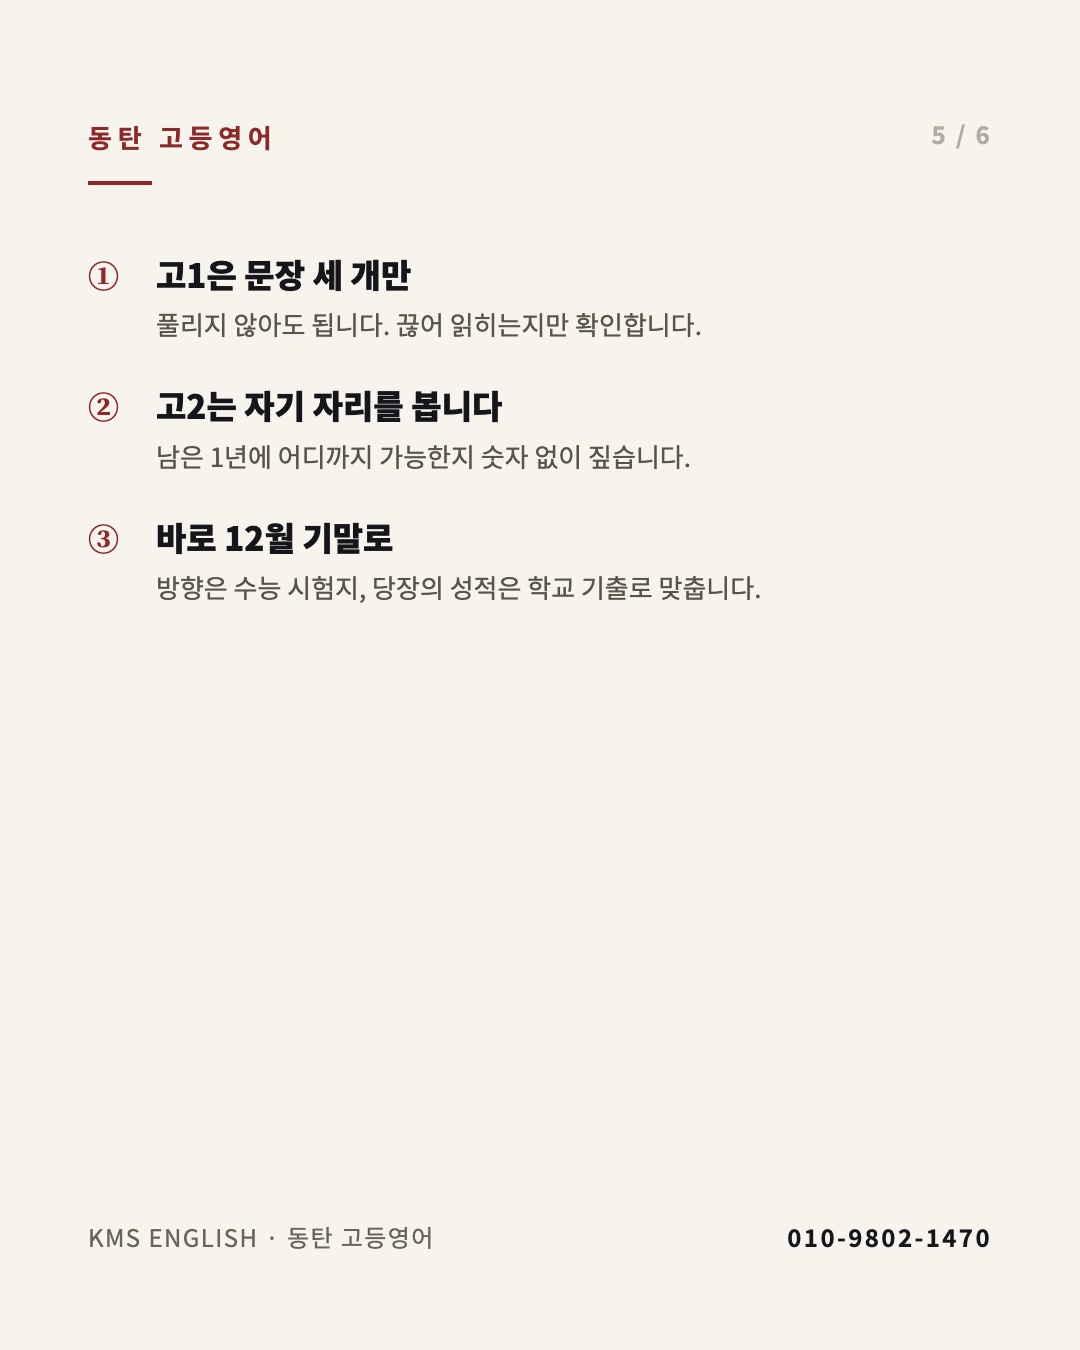 동탄 고등영어
5 / 6
① 고1은 문장 세 개만
풀리지 않아도 됩니다. 끊어 읽히는지만 확인합니다.
② 고2는 자기 자리를 봅니다
남은 1년에 어디까지 가능한지 숫자 없이 짚습니다.
③ 바로 12월 기말로
방향은 수능 시험지, 당장의 성적은 학교 기출로 맞춥니다.
KMS ENGLISH · 동탄 고등영어
010-9802-1470